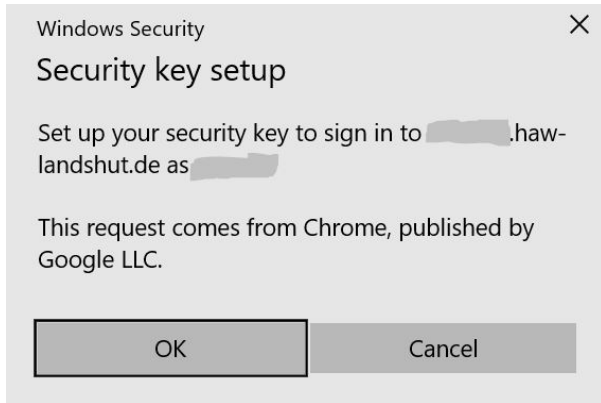 Windows Security
Security key setup
Set up your security key to sign in to .haw-
landshut.de as
This request comes from Chrome, published by
Google LLC.
OK
Cancel